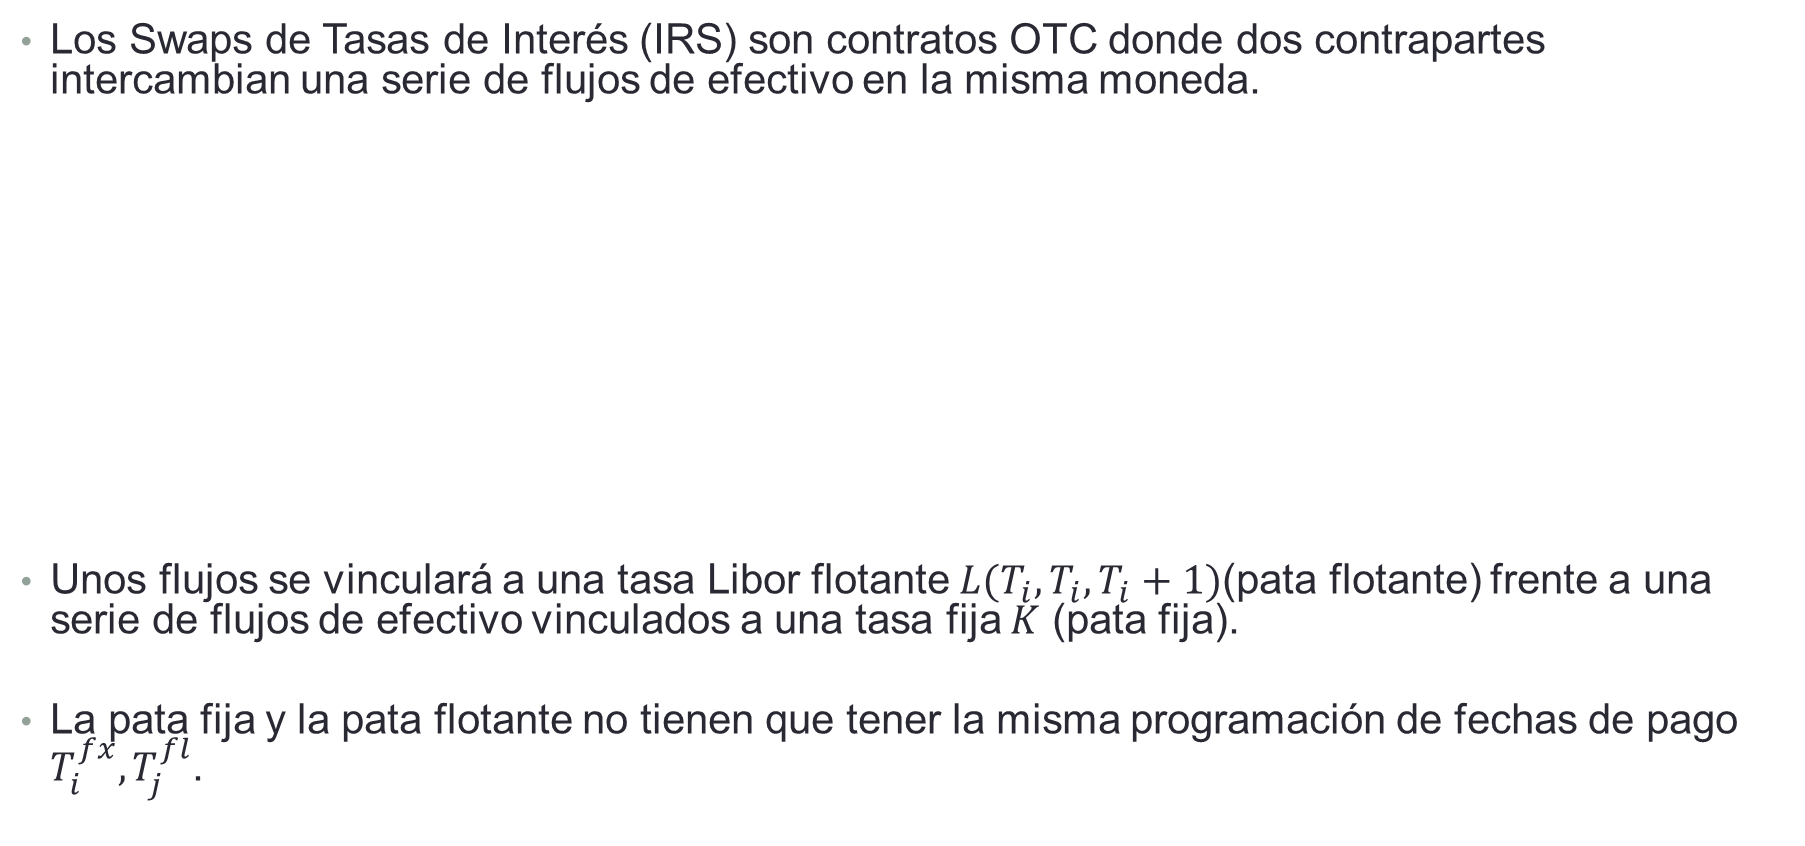 • Los Swaps de Tasas de Interés (IRS) son contratos OTC donde dos contrapartes
intercambian una serie de flujos de efectivo en la misma moneda.
• Unos flujos se vinculará a una tasa Libor flotante L(T_i, T_i, T_i + 1)(pata flotante) frente a una
serie de flujos de efectivo vinculados a una tasa fija K (pata fija).
• La pata fija y la pata flotante no tienen que tener la misma programación de fechas de pago
T_i^{fx}, T_j^{fl}.